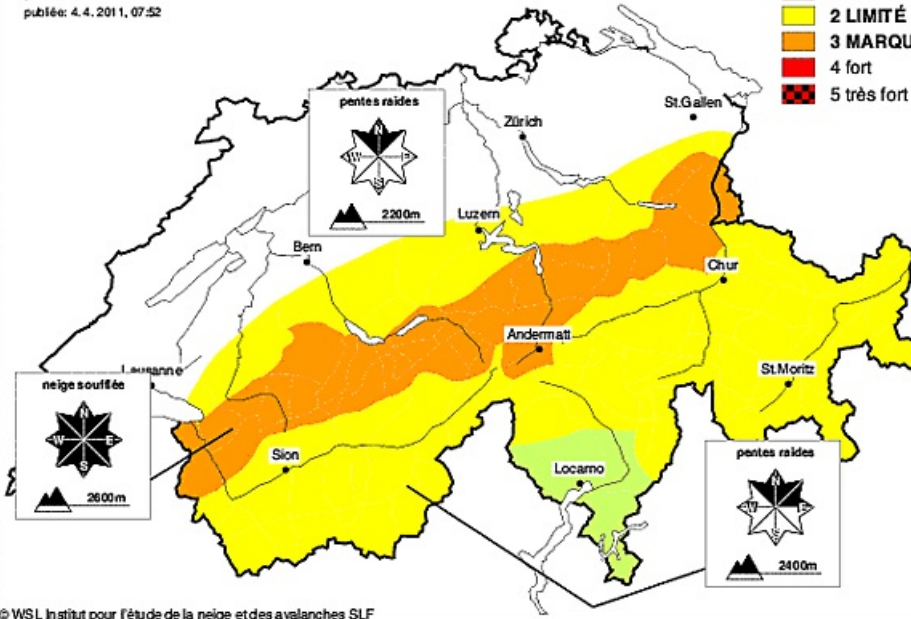 publiée: 4. 4. 2011, 07:52
2 LIMITÉ
3 MARQU
4 fort
5 très fort
pentes raides
N
W
E
S
2200m
St.Gallen
Zürich
Luzern
Bern
Chur
Andermatt
Lausanne
St.Moritz
neige soufflée
N
W
E
S
2600m
Sion
Locarno
pentes raides
N
W
E
S
2400m
© WSL Institut pour l'étude de la neige et des avalanches SLF